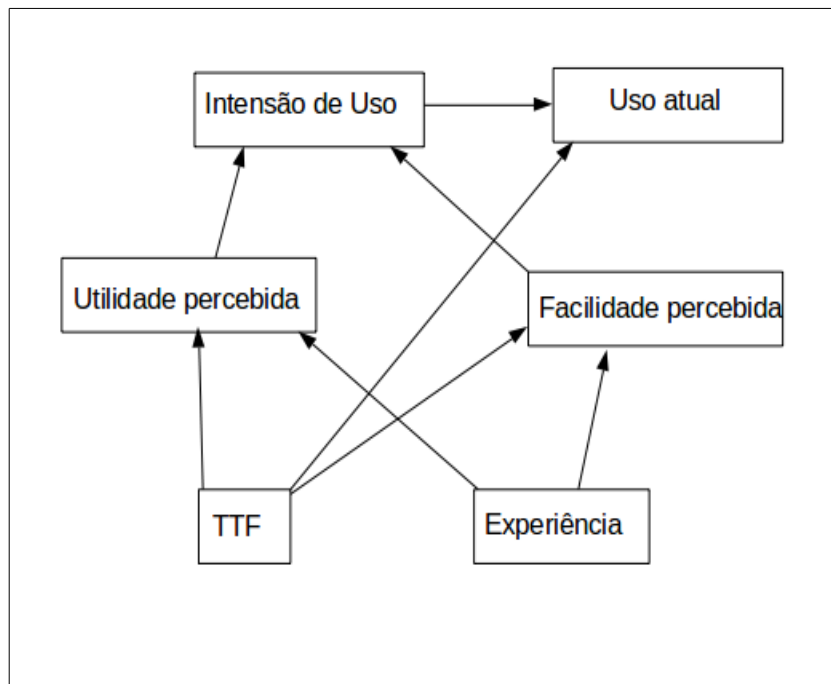 Intensão de Uso
Uso atual
Utilidade percebida
Facilidade percebida
TTF
Experiência